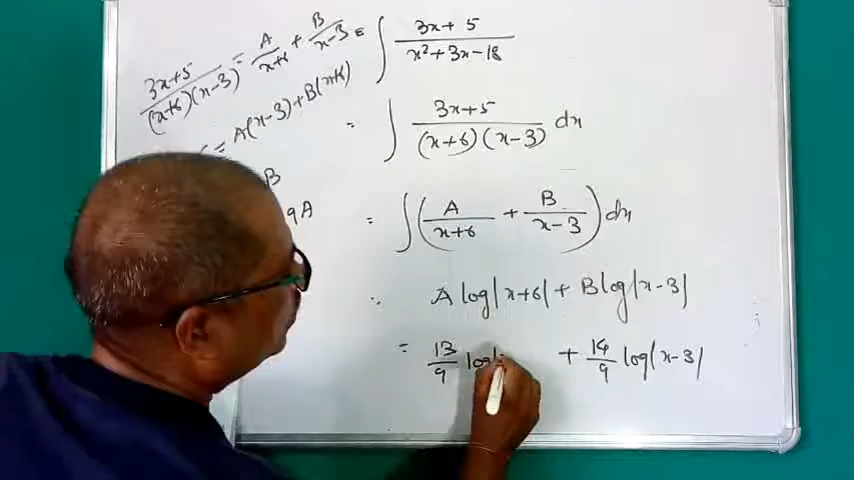 (3x+5)/((x+6)(x-3)) = A/(x+6) + B/(x-3)
= A(x-3)+B(x+6)
B
9A
= ∫ (3x+5)/(x²+3x-18)
= ∫ (3x+5)/((x+6)(x-3)) dx
= ∫ (A/(x+6) + B/(x-3)) dx
∴ A log|x+6| + B log|x-3|
= 13/9 log| + 14/9 log|x-3|